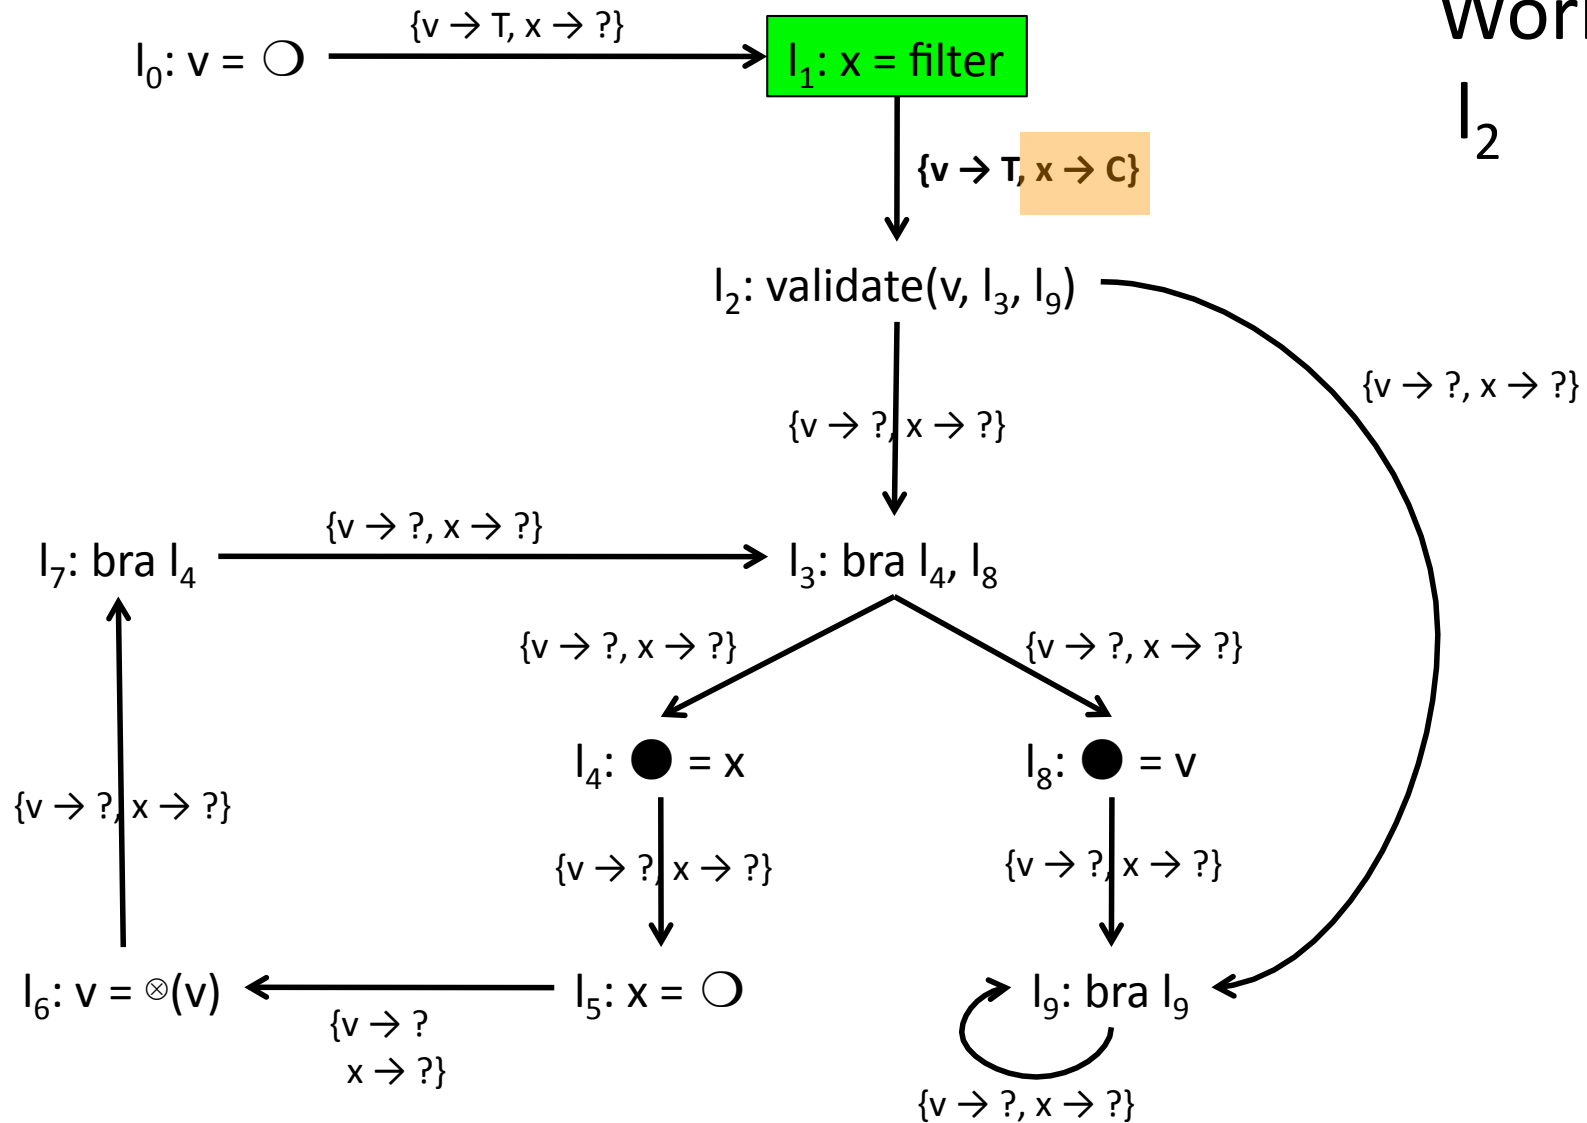 {v → T, x → ?}
Worl
l₀: v = ❍
l₁: x = filter
l₂
{v → T, x → C}
l₂: validate(v, l₃, l₉)
{v → ?, x → ?}
{v → ?, x → ?}
{v → ?, x → ?}
l₇: bra l₄
l₃: bra l₄, l₈
{v → ?, x → ?}
{v → ?, x → ?}
l₄: ● = x
l₈: ● = v
{v → ?, x → ?}
{v → ?, x → ?}
{v → ?, x → ?}
l₆: v = ⊗(v)
l₅: x = ❍
l₉: bra l₉
{v → ?
x → ?}
{v → ?, x → ?}